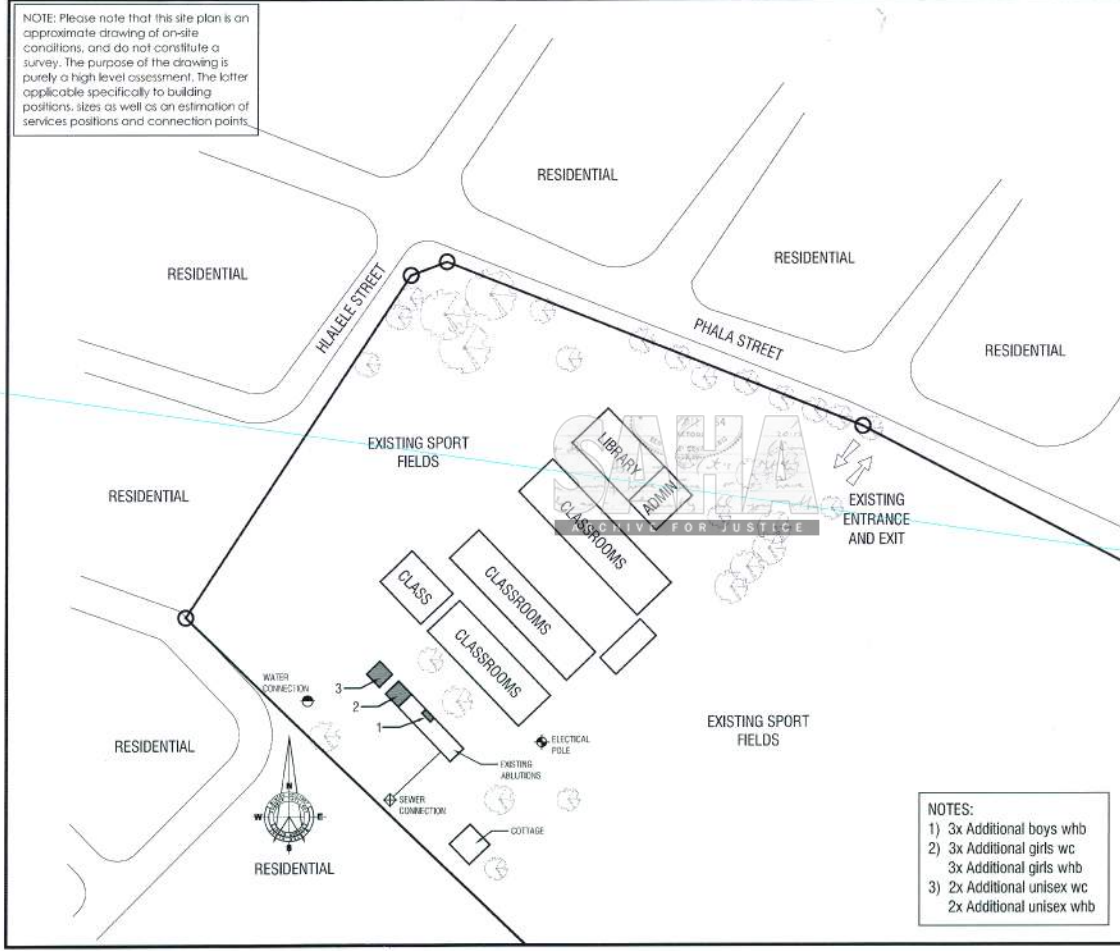 NOTE: Please note that this site plan is an
approximate drawing of on-site
conditions, and do not constitute a
survey. The purpose of the drawing is
purely a high level assessment. The latter
applicable specifically to building
positions, sizes as well as an estimation of
services positions and connection points
RESIDENTIAL
RESIDENTIAL
RESIDENTIAL
HLALELE STREET
PHALA STREET
RESIDENTIAL
EXISTING SPORT
FIELDS
LIBRARY
ADMIN
SAHA
ARCHIVE FOR JUSTICE
RESIDENTIAL
EXISTING
ENTRANCE
AND EXIT
CLASSROOMS
CLASS
CLASSROOMS
CLASSROOMS
WATER
CONNECTION
3
2
1
EXISTING SPORT
FIELDS
RESIDENTIAL
ELECTICAL
POLE
EXISTING
ABLUTIONS
N
W
E
S
SEWER
CONNECTION
COTTAGE
RESIDENTIAL
NOTES:
1) 3x Additional boys whb
2) 3x Additional girls wc
3x Additional girls whb
3) 2x Additional unisex wc
2x Additional unisex whb